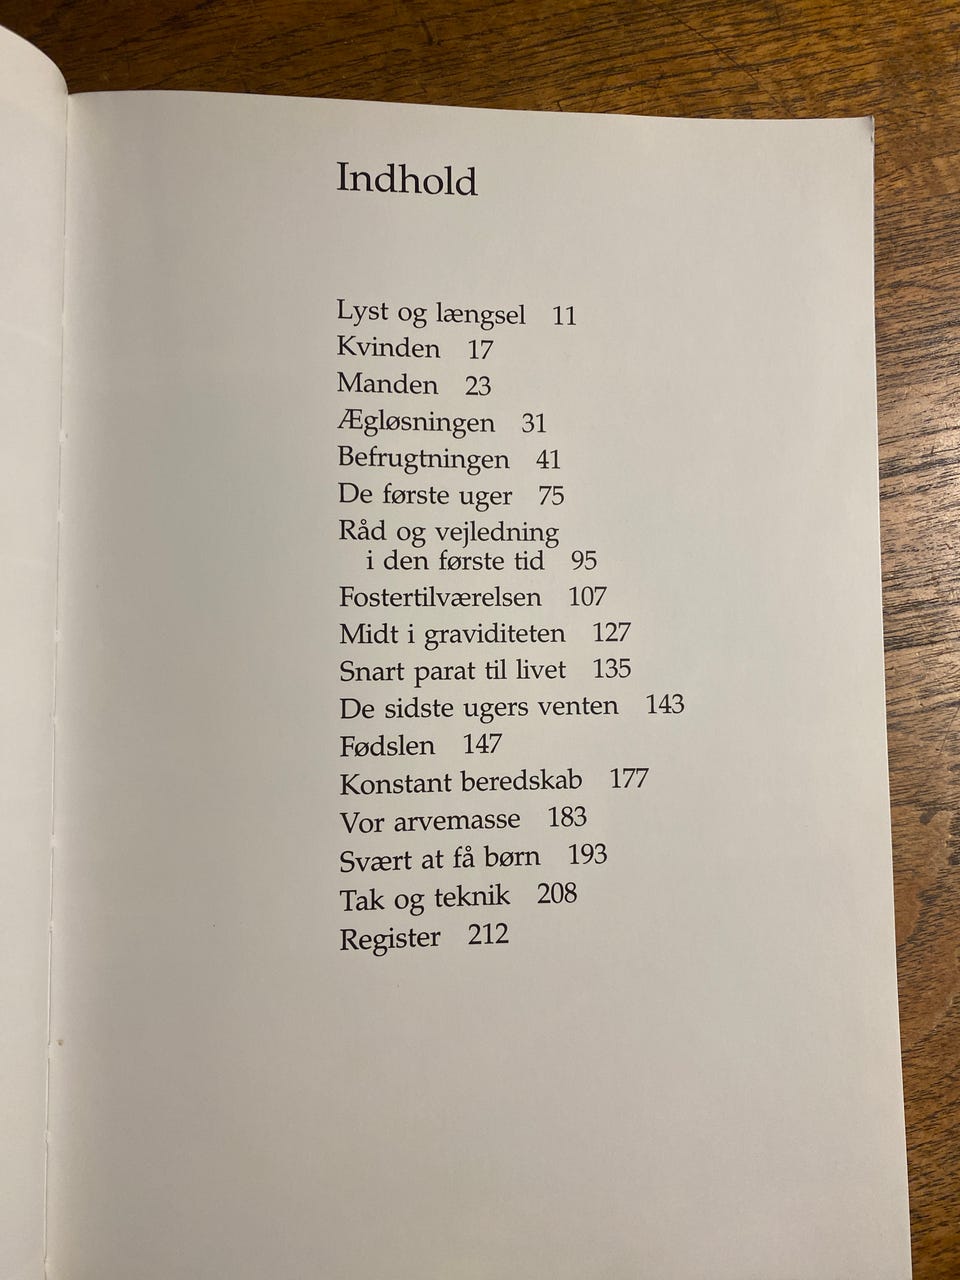 Indhold
Lyst og længsel 11
Kvinden 17
Manden 23
Ægløsningen 31
Befrugtningen 41
De første uger 75
Råd og vejledning
i den første tid 95
Fostertilværelsen 107
Midt i graviditeten 127
Snart parat til livet 135
De sidste ugers venten 143
Fødslen 147
Konstant beredskab 177
Vor arvemasse 183
Svært at få børn 193
Tak og teknik 208
Register 212